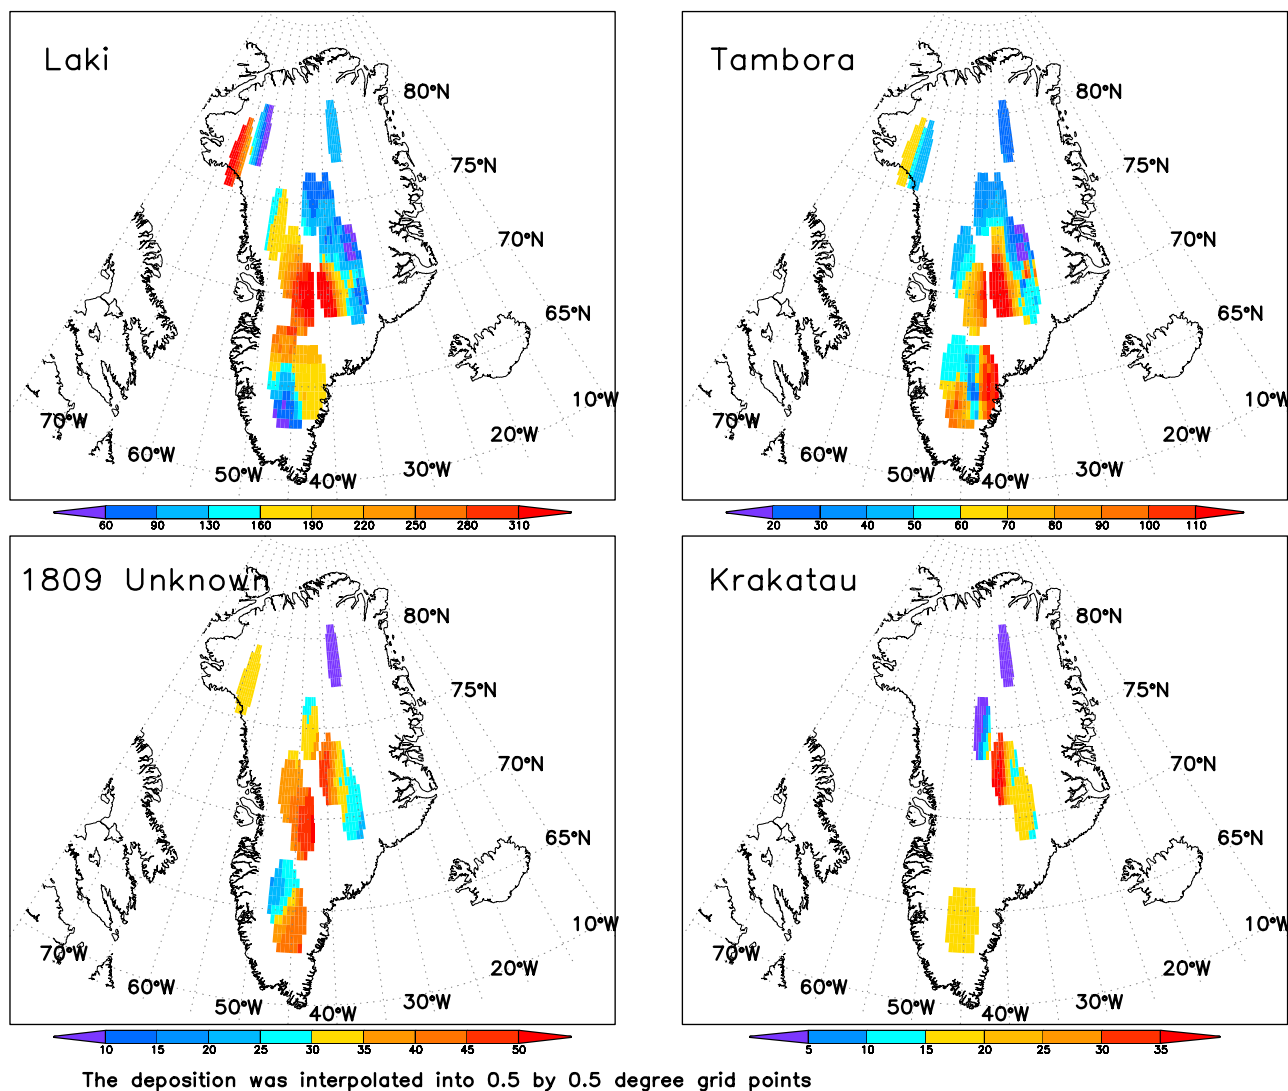 Laki
80°N
75°N
70°N
65°N
10°W
20°W
30°W
40°W
50°W
60°W
70°W
60 90 130 160 190 220 250 280 310
Tambora
80°N
75°N
70°N
65°N
10°W
20°W
30°W
40°W
50°W
60°W
70°W
20 30 40 50 60 70 80 90 100 110
1809 Unknown
80°N
75°N
70°N
65°N
10°W
20°W
30°W
40°W
50°W
60°W
70°W
10 15 20 25 30 35 40 45 50
Krakatau
80°N
75°N
70°N
65°N
10°W
20°W
30°W
40°W
50°W
60°W
70°W
5 10 15 20 25 30 35
The deposition was interpolated into 0.5 by 0.5 degree grid points